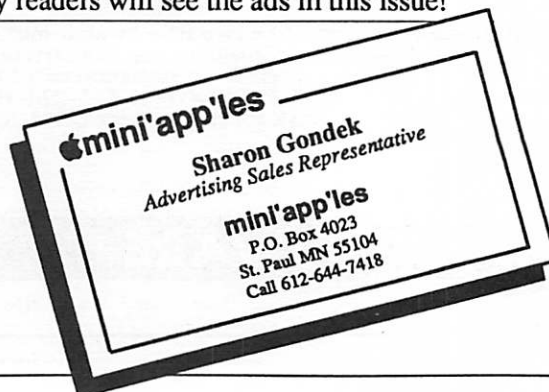 y readers will see the ads in this issue!
mini'app'les
Sharon Gondek
Advertising Sales Representative
mini'app'les
P.O. Box 4023
St. Paul MN 55104
Call 612-644-7418